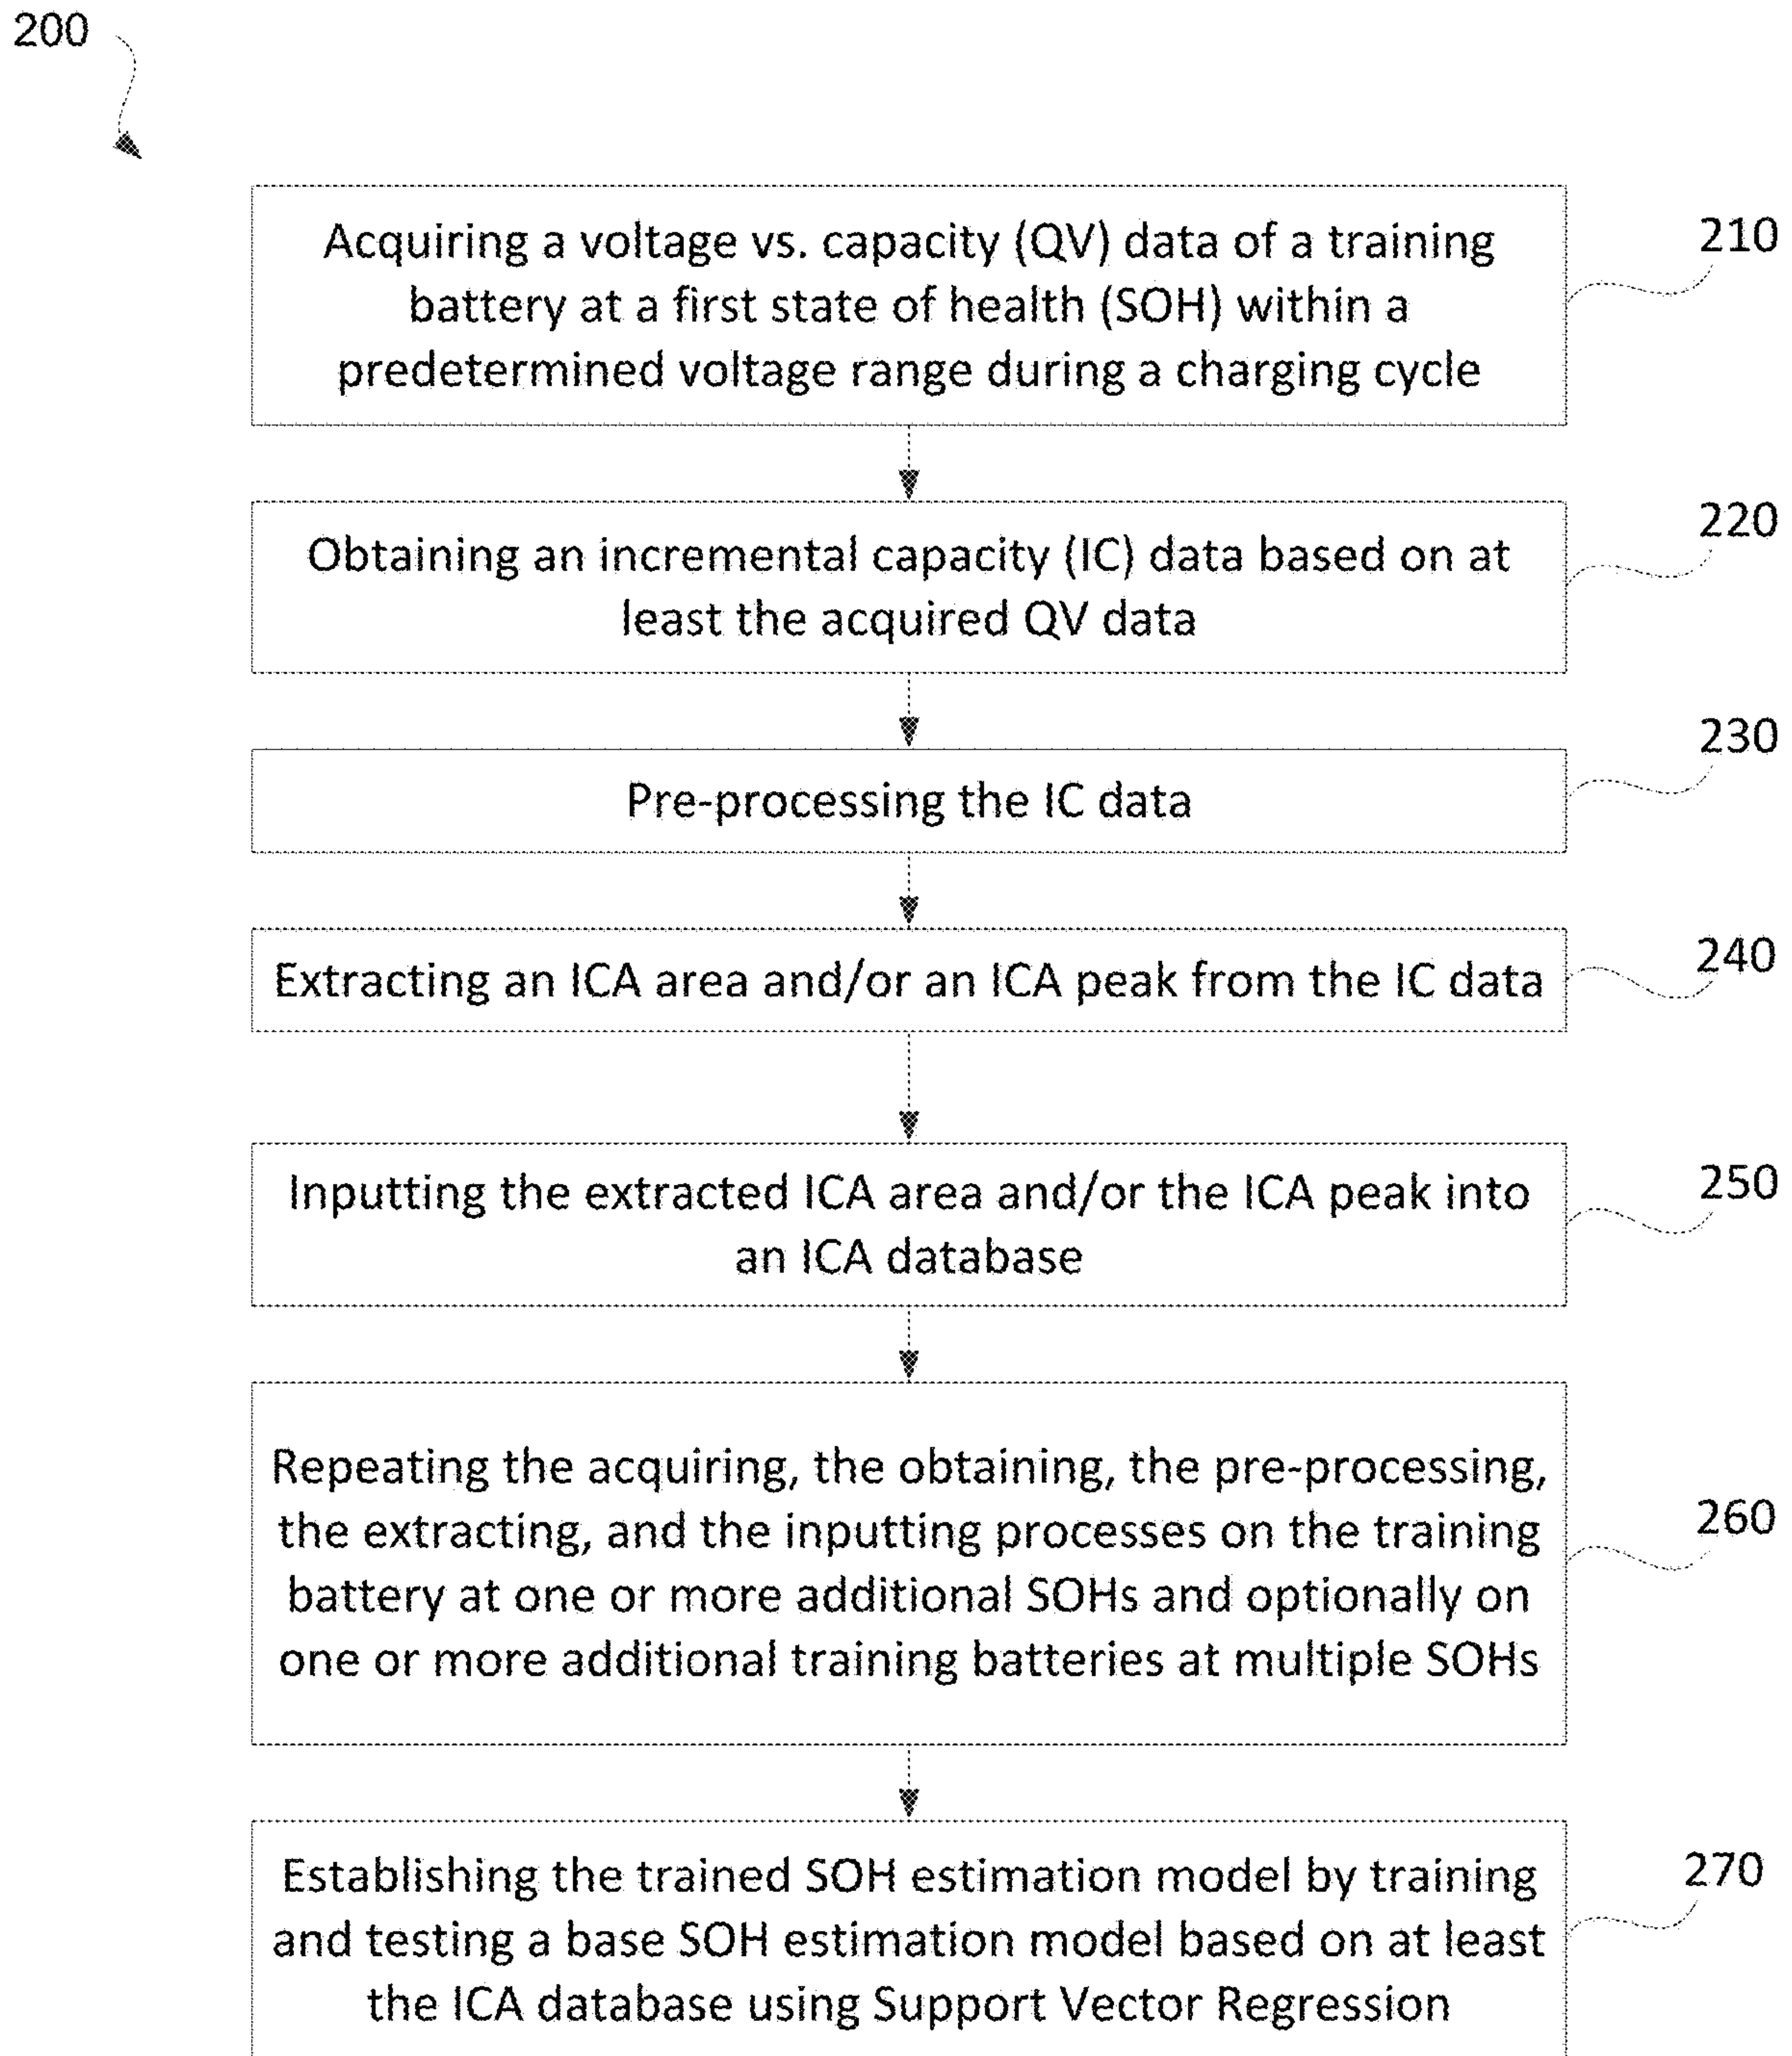 200
Acquiring a voltage vs. capacity (QV) data of a training
battery at a first state of health (SOH) within a
predetermined voltage range during a charging cycle
210
Obtaining an incremental capacity (IC) data based on at
least the acquired QV data
220
Pre-processing the IC data
230
Extracting an ICA area and/or an ICA peak from the IC data
240
Inputting the extracted ICA area and/or the ICA peak into
an ICA database
250
Repeating the acquiring, the obtaining, the pre-processing,
the extracting, and the inputting processes on the training
battery at one or more additional SOHs and optionally on
one or more additional training batteries at multiple SOHs
260
Establishing the trained SOH estimation model by training
and testing a base SOH estimation model based on at least
the ICA database using Support Vector Regression
270